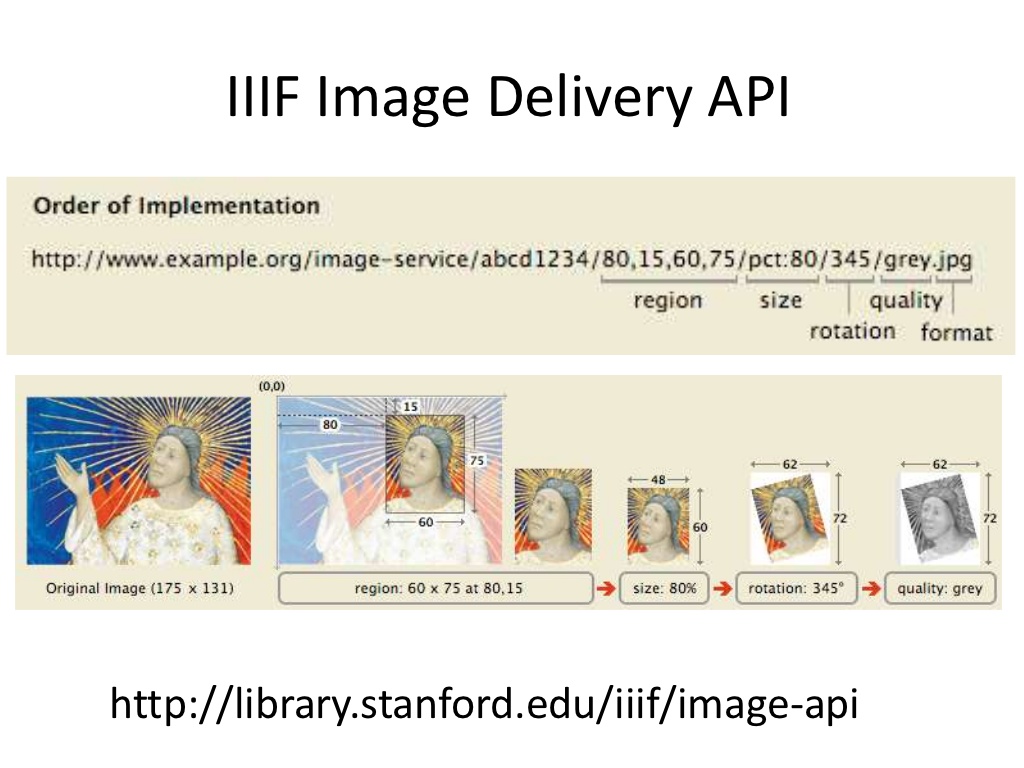 IIIF Image Delivery API
Order of Implementation
http://www.example.org/image-service/abcd1234/80,15,60,75/pct:80/345/grey.jpg
region size quality
rotation format
(0,0)
15
80
75
60
48
60
62
72
62
72
Original Image (175 x 131)
region: 60 x 75 at 80,15
size: 80%
rotation: 345°
quality: grey
http://library.stanford.edu/iiif/image-api